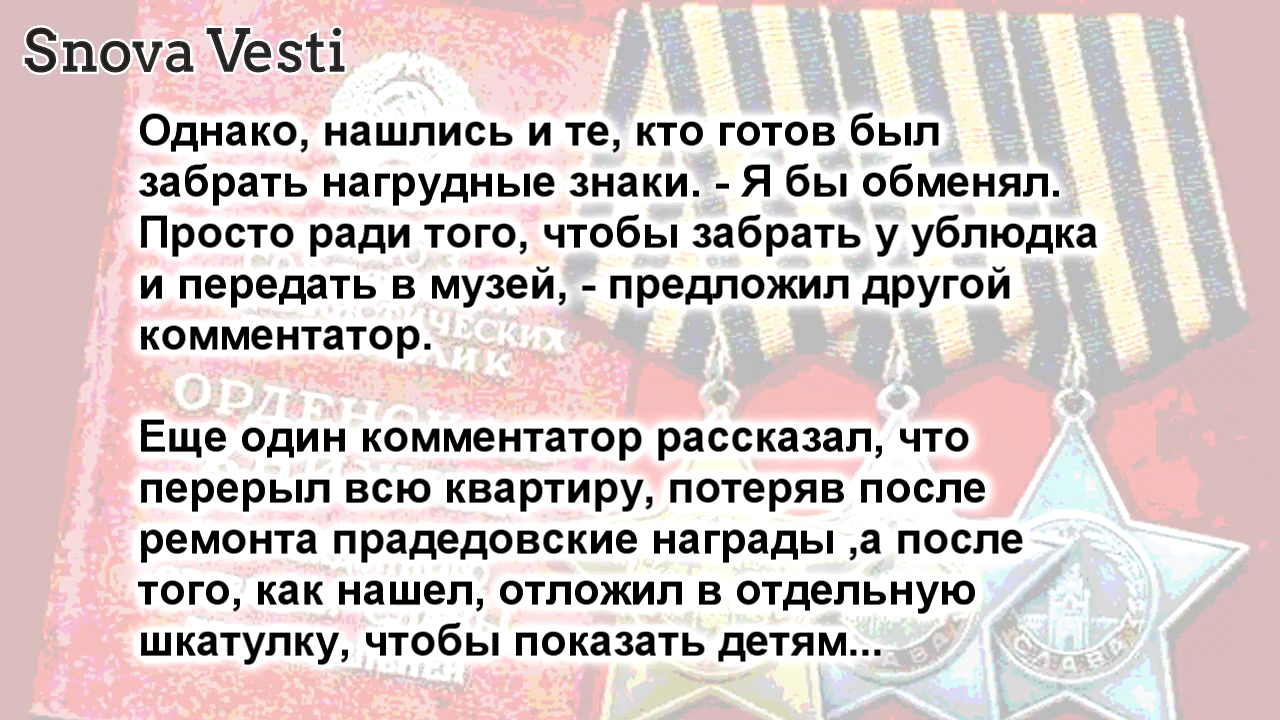 Snova Vesti
Однако, нашлись и те, кто готов был
забрать нагрудные знаки. - Я бы обменял.
Просто ради того, чтобы забрать у ублюдка
и передать в музей, - предложил другой
комментатор.
Еще один комментатор рассказал, что
перерыл всю квартиру, потеряв после
ремонта прадедовские награды ,а после
того, как нашел, отложил в отдельную
шкатулку, чтобы показать детям...
СЛАВА